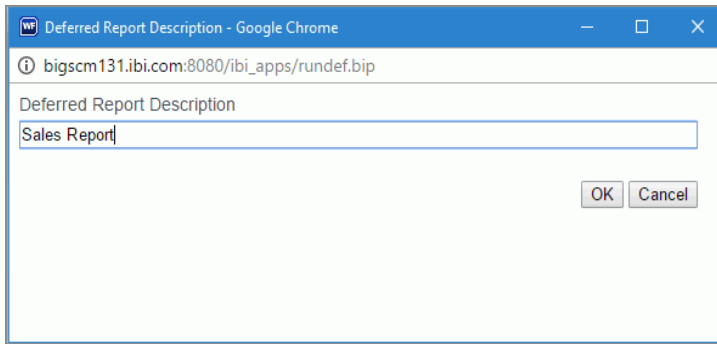 WF Deferred Report Description - Google Chrome
bigscm131.ibi.com:8080/ibi_apps/rundef.bip
Deferred Report Description
Sales Report
OK Cancel